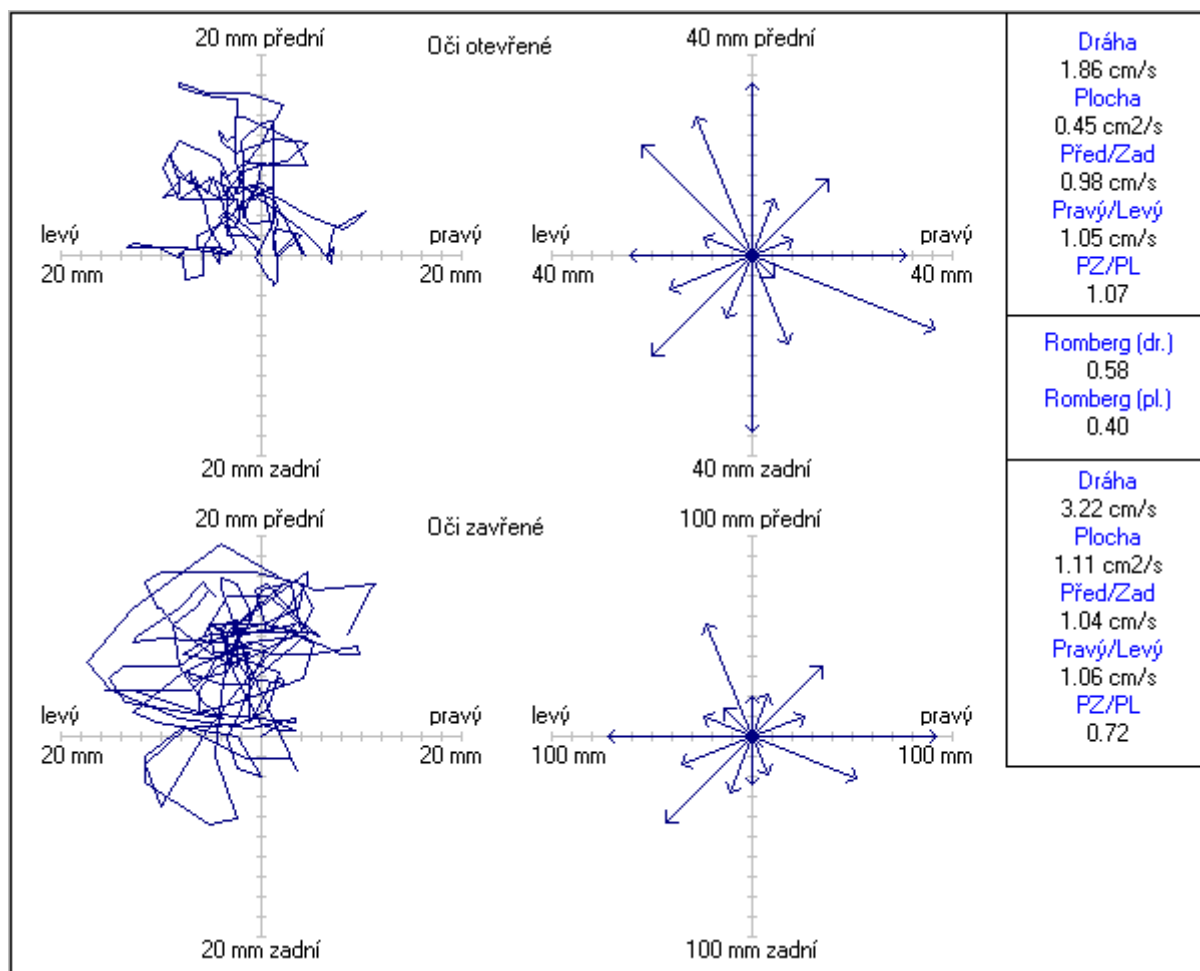 20 mm přední
Oči otevřené
levý
20 mm
pravý
20 mm
20 mm zadní
40 mm přední
levý
40 mm
pravý
40 mm
40 mm zadní
Dráha
1.86 cm/s
Plocha
0.45 cm2/s
Před/Zad
0.98 cm/s
Pravý/Levý
1.05 cm/s
PZ/PL
1.07
Romberg (dr.)
0.58
Romberg (pl.)
0.40
20 mm přední
Oči zavřené
levý
20 mm
pravý
20 mm
20 mm zadní
100 mm přední
levý
100 mm
pravý
100 mm
100 mm zadní
Dráha
3.22 cm/s
Plocha
1.11 cm2/s
Před/Zad
1.04 cm/s
Pravý/Levý
1.06 cm/s
PZ/PL
0.72